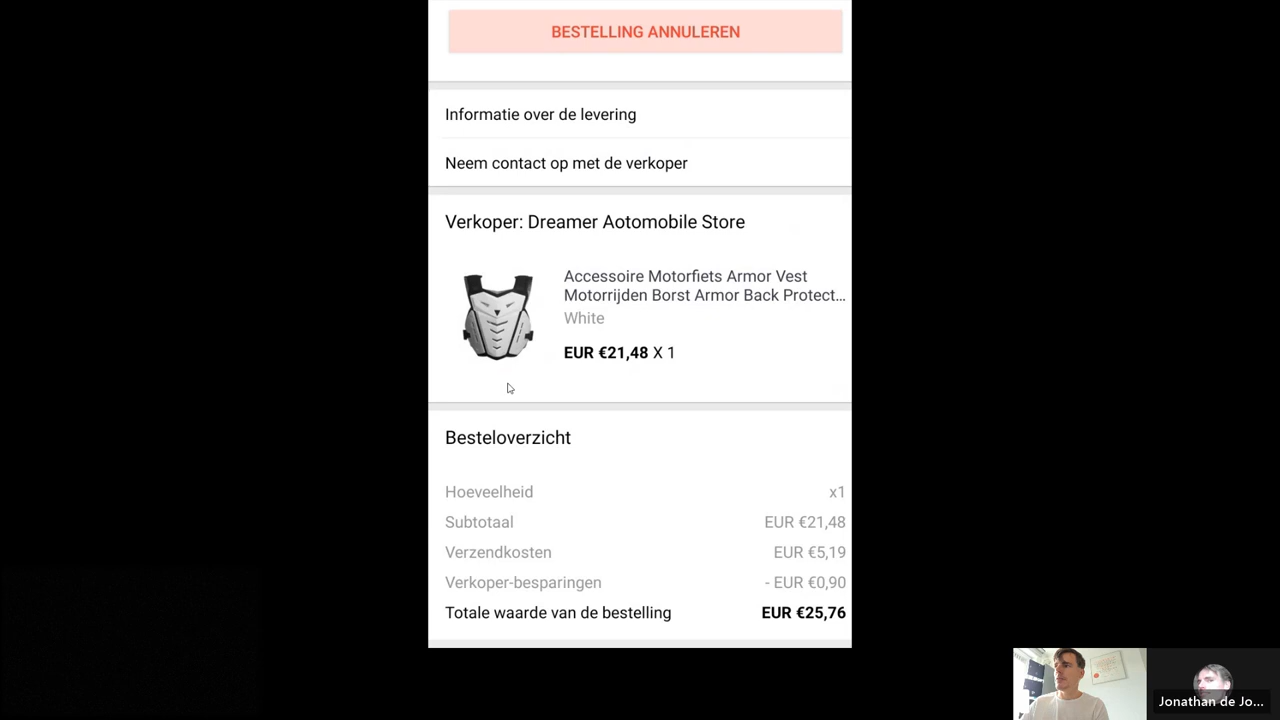 BESTELLING ANNULEREN
Informatie over de levering
Neem contact op met de verkoper
Verkoper: Dreamer Aotomobile Store
Accessoire Motorfiets Armor Vest
Motorrijden Borst Armor Back Protect…
White
EUR €21,48 X 1
Besteloverzicht
Hoeveelheid x1
Subtotaal EUR €21,48
Verzendkosten EUR €5,19
Verkoper-besparingen - EUR €0,90
Totale waarde van de bestelling EUR €25,76
Jonathan de Jo...